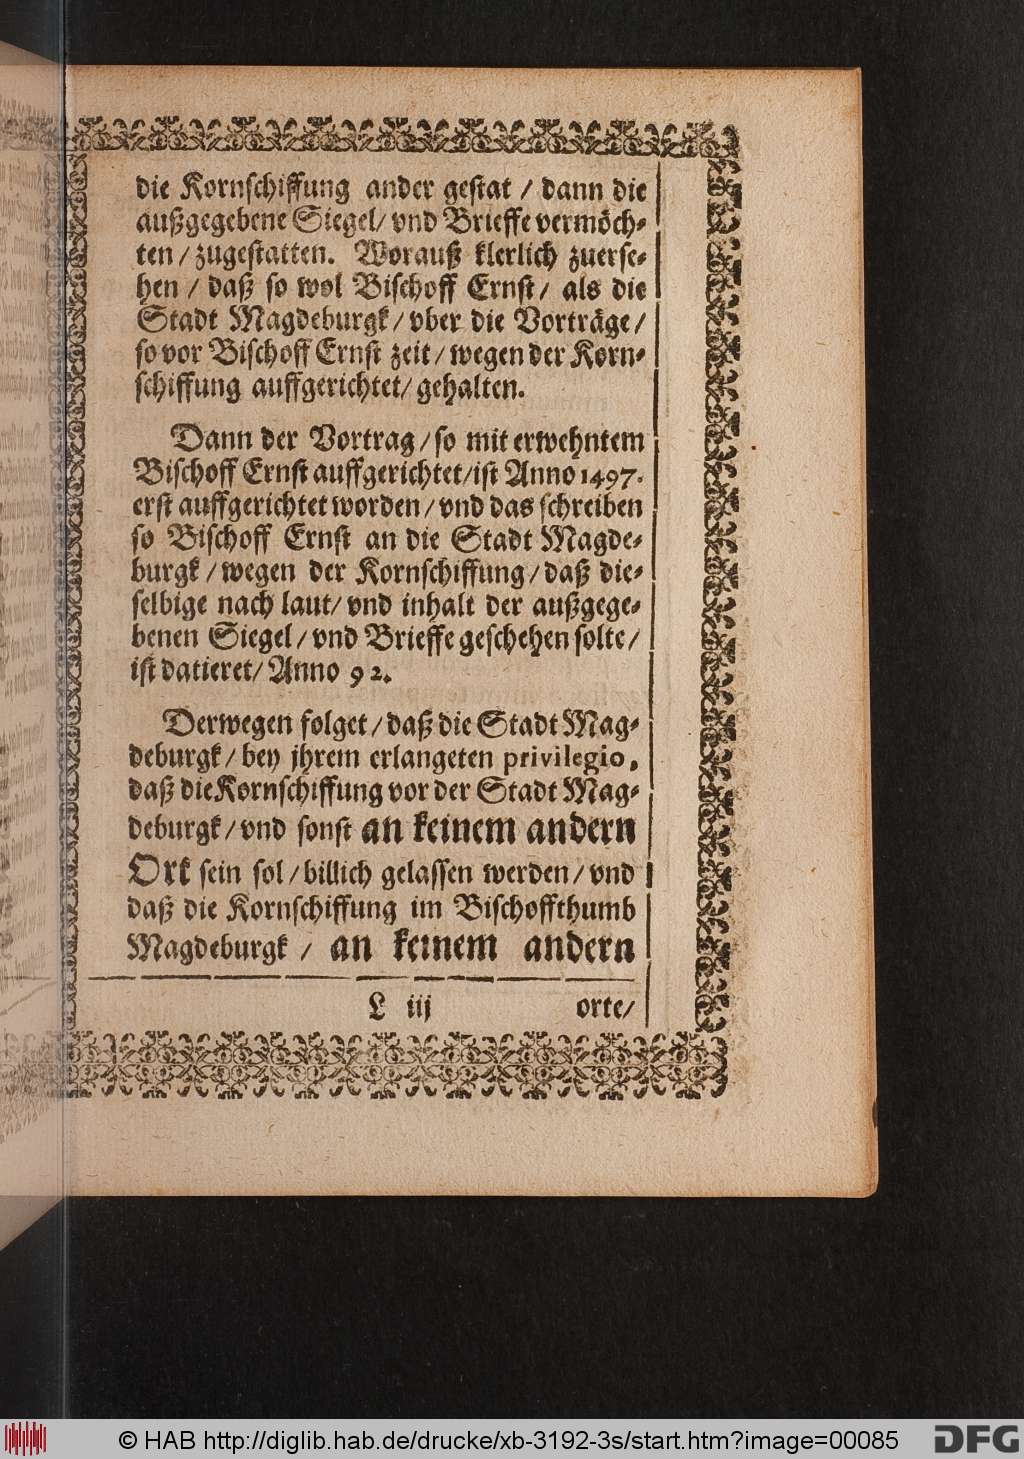 die Kornſchiffung ander geſtat / dann die
außgegebene Siegel/ vnd Brieffe vermöch⸗
ten / zugeſtatten. Worauß klerlich zuerſe⸗
hen / daß ſo wol Biſchoff Ernſt/ als die
Stadt Magdeburgk / vber die Vorträge /
ſo vor Biſchoff Ernſt zeit / wegen der Korn⸗
ſchiffung auffgerichtet/ gehalten.
Dann der Vortrag / ſo mit erwehntem
Biſchoff Ernſt auffgerichtet/iſt Anno 1497.
erſt auffgerichtet worden / vnd das ſchreiben
ſo Biſchoff Ernſt an die Stadt Magde⸗
burgk / wegen der Kornſchiffung / daß die⸗
ſelbige nach laut/ vnd inhalt der außgege⸗
benen Siegel / vnd Brieffe geſchehen ſolte /
iſt datieret/ Anno 92.
Derwegen folget / daß die Stadt Mag⸗
deburgk / bey jhrem erlangeten privilegio,
daß die Kornſchiffung vor der Stadt Mag⸗
deburgk / vnd ſonſt an keinem andern
Ort ſein ſol / billich gelaſſen werden / vnd
daß die Kornſchiffung im Biſchoffthumb
Magdeburgk / an keinem andern
L iij orte/
© HAB http://diglib.hab.de/drucke/xb-3192-3s/start.htm?image=00085
DFG